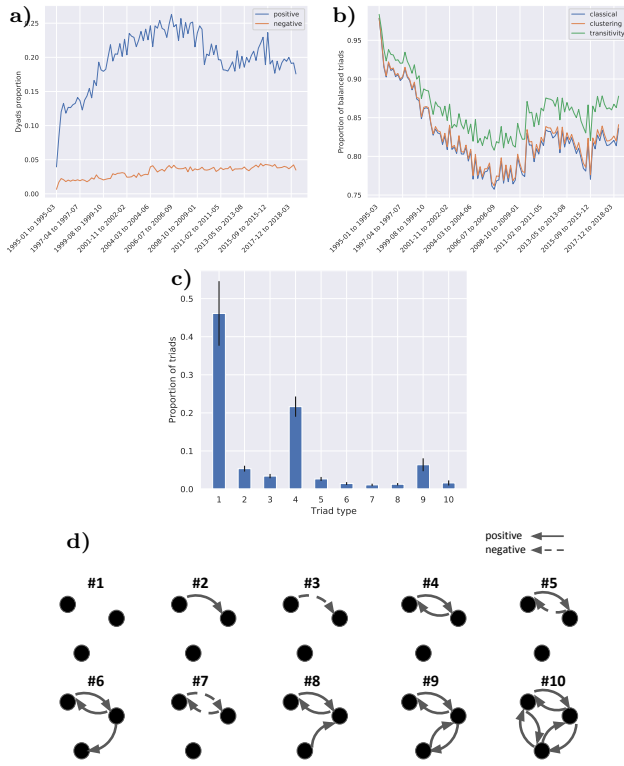 a)
b)
positive
negative
Dyads proportion
0.25
0.20
0.15
0.10
0.05
0.00
1995-01 to 1995-03
1997-04 to 1997-07
1999-08 to 1999-10
2001-11 to 2002-02
2004-03 to 2004-06
2006-07 to 2006-09
2008-10 to 2009-01
2011-02 to 2011-05
2013-05 to 2013-08
2015-09 to 2015-12
2017-12 to 2018-03
classical
clustering
transitivity
Proportion of balanced triads
0.95
0.90
0.85
0.80
0.75
1995-01 to 1995-03
1997-04 to 1997-07
1999-08 to 1999-10
2001-11 to 2002-02
2004-03 to 2004-06
2006-07 to 2006-09
2008-10 to 2009-01
2011-02 to 2011-05
2013-05 to 2013-08
2015-09 to 2015-12
2017-12 to 2018-03
c)
Proportion of triads
0.5
0.4
0.3
0.2
0.1
0.0
1 2 3 4 5 6 7 8 9 10
Triad type
d)
positive
negative
#1 #2 #3 #4 #5
#6 #7 #8 #9 #10